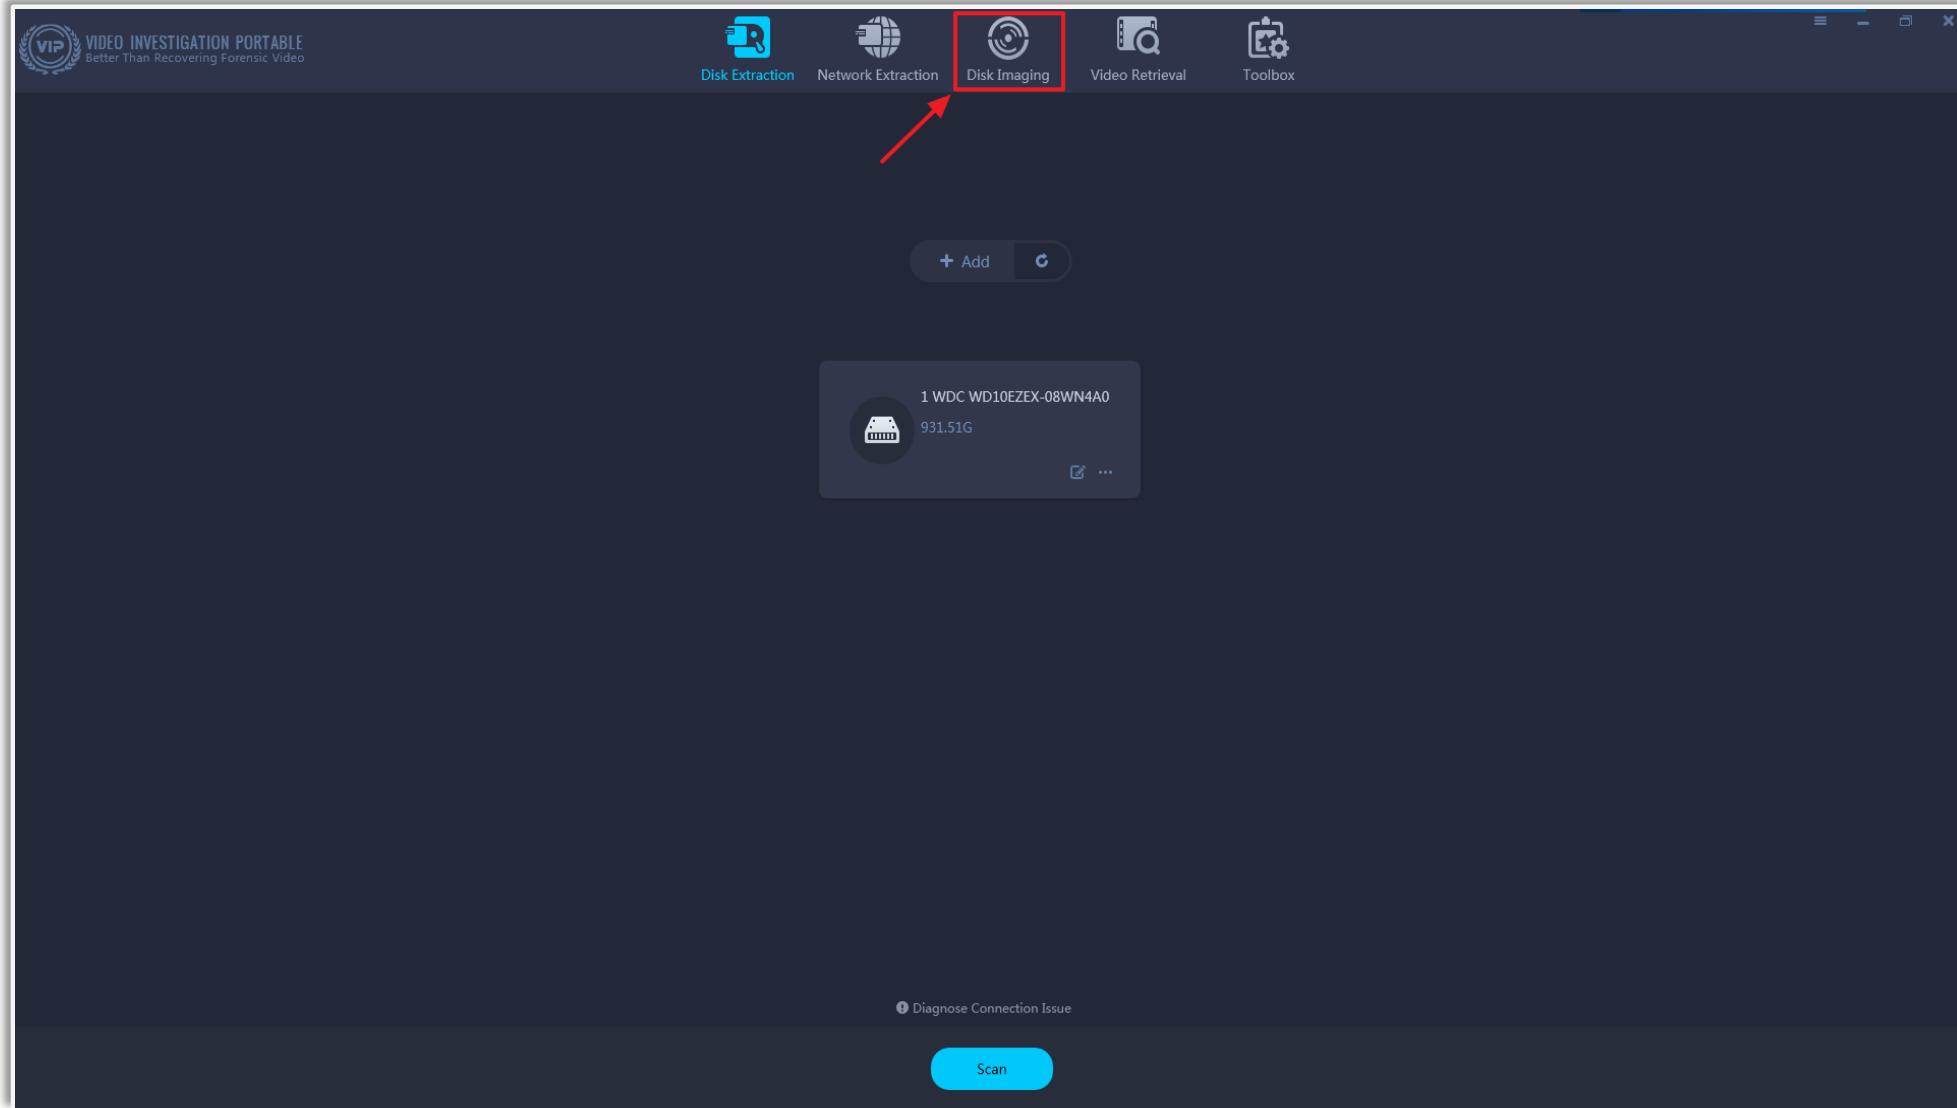 VIP
VIDEO INVESTIGATION PORTABLE
Better Than Recovering Forensic Video
Disk Extraction
Network Extraction
Disk Imaging
Video Retrieval
Toolbox
Add
1 WDC WD10EZEX-08WN4A0
931.51G
Diagnose Connection Issue
Scan